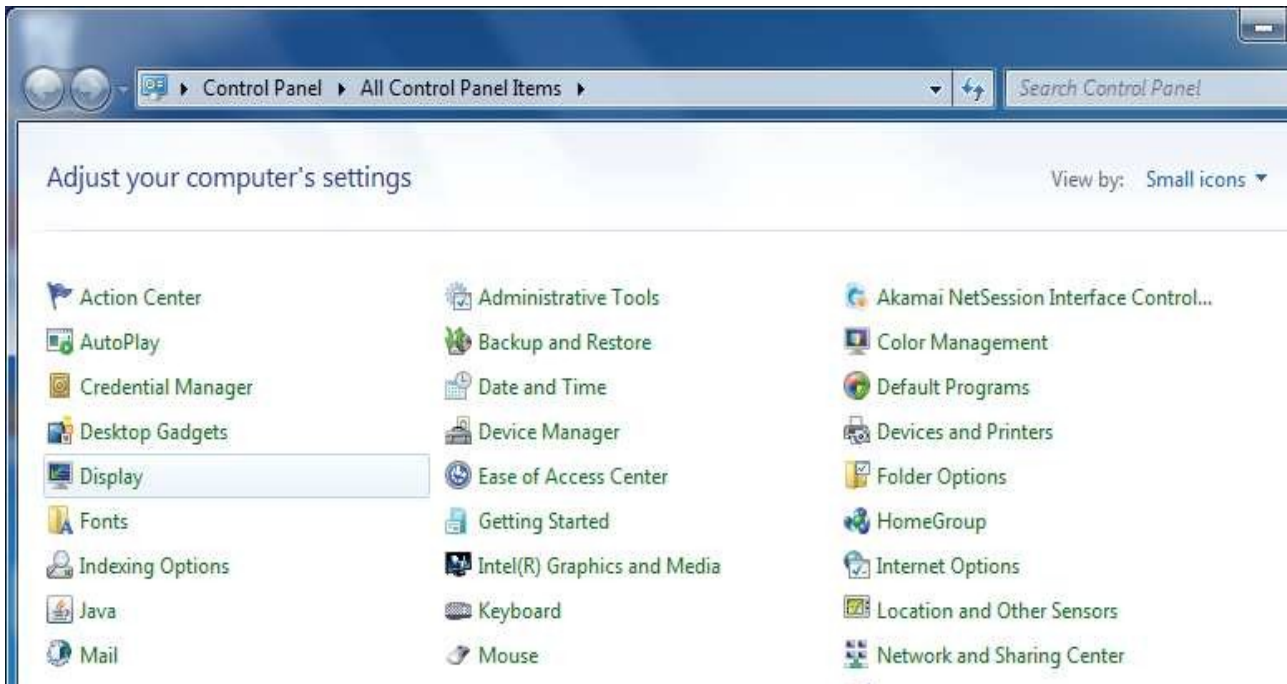 Control Panel All Control Panel Items Search Control Panel
Adjust your computer's settings View by: Small icons
Action Center Administrative Tools Akamai NetSession Interface Control...
AutoPlay Backup and Restore Color Management
Credential Manager Date and Time Default Programs
Desktop Gadgets Device Manager Devices and Printers
Display Ease of Access Center Folder Options
Fonts Getting Started HomeGroup
Indexing Options Intel(R) Graphics and Media Internet Options
Java Keyboard Location and Other Sensors
Mail Mouse Network and Sharing Center